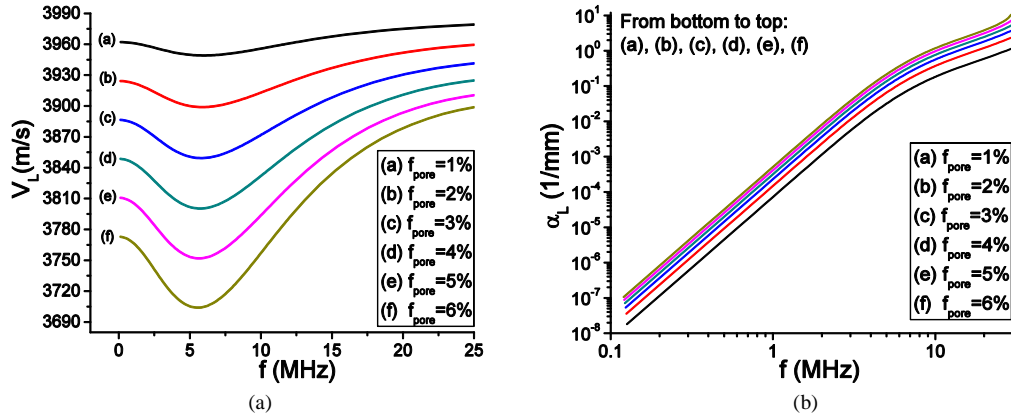 3990
3960
3930
3900
3870
3840
3810
3780
3750
3720
3690
V_L (m/s)
0
5
10
15
20
25
f (MHz)
(a)
(b)
(c)
(d)
(e)
(f)
(a) f_pore=1%
(b) f_pore=2%
(c) f_pore=3%
(d) f_pore=4%
(e) f_pore=5%
(f) f_pore=6%
(a)
10^1
10^0
10^-1
10^-2
10^-3
10^-4
10^-5
10^-6
10^-7
10^-8
α_L (1/mm)
0.1
1
10
f (MHz)
From bottom to top:
(a), (b), (c), (d), (e), (f)
(a) f_pore=1%
(b) f_pore=2%
(c) f_pore=3%
(d) f_pore=4%
(e) f_pore=5%
(f) f_pore=6%
(b)